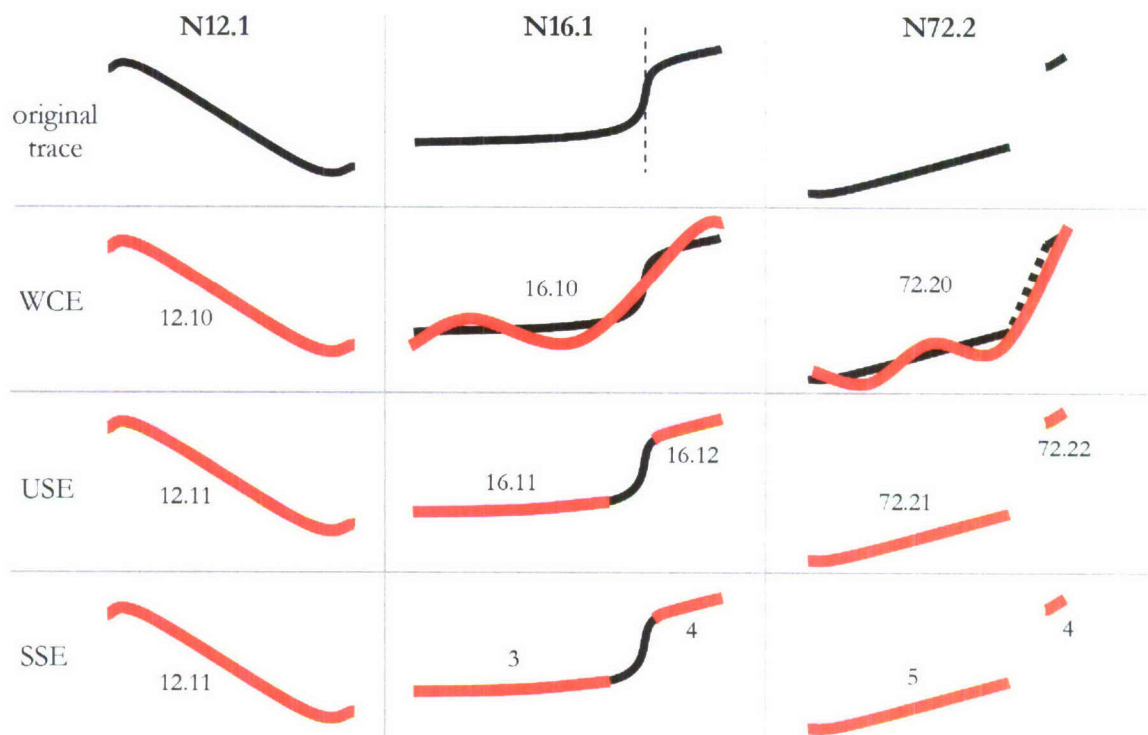 N12.1 N16.1 N72.2
original
trace
WCE 12.10 16.10 72.20
USE 12.11 16.11 16.12 72.21 72.22
SSE 12.11 3 4 5 4